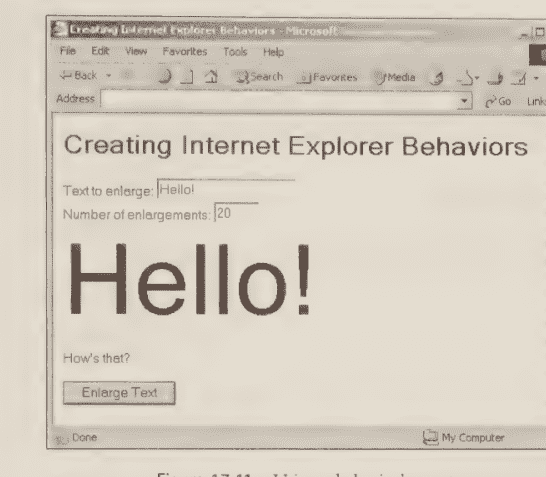 Creating Internet Explorer Behaviors - Microsoft
File Edit View Favorites Tools Help
Back Search Favorites Media
Address Go Link
Creating Internet Explorer Behaviors
Text to enlarge: Hello!
Number of enlargements: 20
Hello!
How's that?
Enlarge Text
Done My Computer